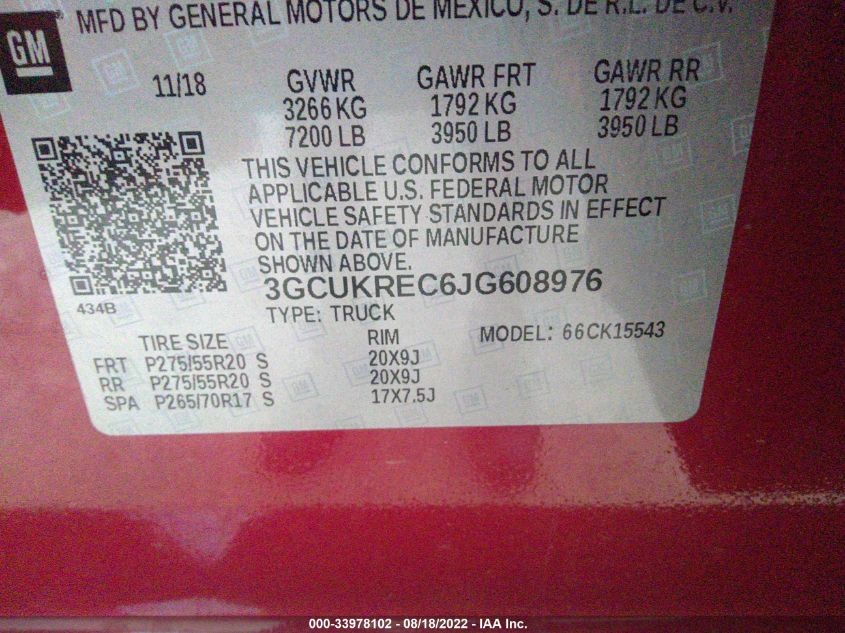 GM
MFD BY GENERAL MOTORS DE MEXICO, S. DE R.L. DE C.V.
11/18 GVWR GAWR FRT GAWR RR
3266 KG 1792 KG 1792 KG
7200 LB 3950 LB 3950 LB
THIS VEHICLE CONFORMS TO ALL
APPLICABLE U.S. FEDERAL MOTOR
VEHICLE SAFETY STANDARDS IN EFFECT
ON THE DATE OF MANUFACTURE
SHOWN ABOVE.
3GCUKREC6JG608976
434B
TYPE: TRUCK
TIRE SIZE RIM MODEL: 66CK15543
FRT P275/55R20 S 20X9J
RR P275/55R20 S 20X9J
SPA P265/70R17 S 17X7.5J
000-33978102 - 08/18/2022 - IAA Inc.